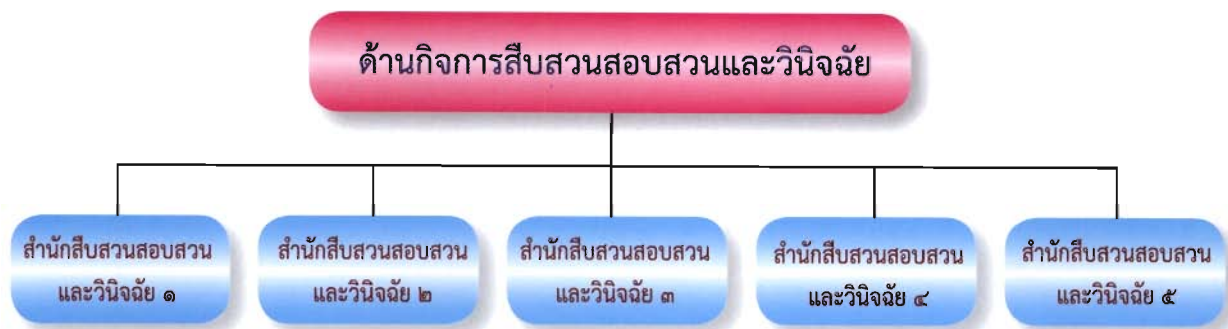 ด้านกิจการสืบสวนสอบสวนและวินิจฉัย
สำนักสืบสวนสอบสวน
และวินิจฉัย ๑
สำนักสืบสวนสอบสวน
และวินิจฉัย ๒
สำนักสืบสวนสอบสวน
และวินิจฉัย ๓
สำนักสืบสวนสอบสวน
และวินิจฉัย ๔
สำนักสืบสวนสอบสวน
และวินิจฉัย ๕